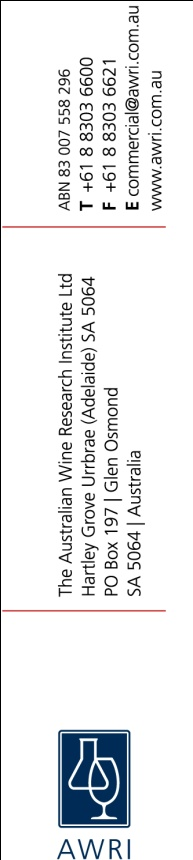 AWRI
The Australian Wine Research Institute Ltd
Hartley Grove Urrbrae (Adelaide) SA 5064
PO Box 197 | Glen Osmond
SA 5064 | Australia
ABN 83 007 558 296
T +61 8 8303 6600
F +61 8 8303 6621
E commercial@awri.com.au
www.awri.com.au